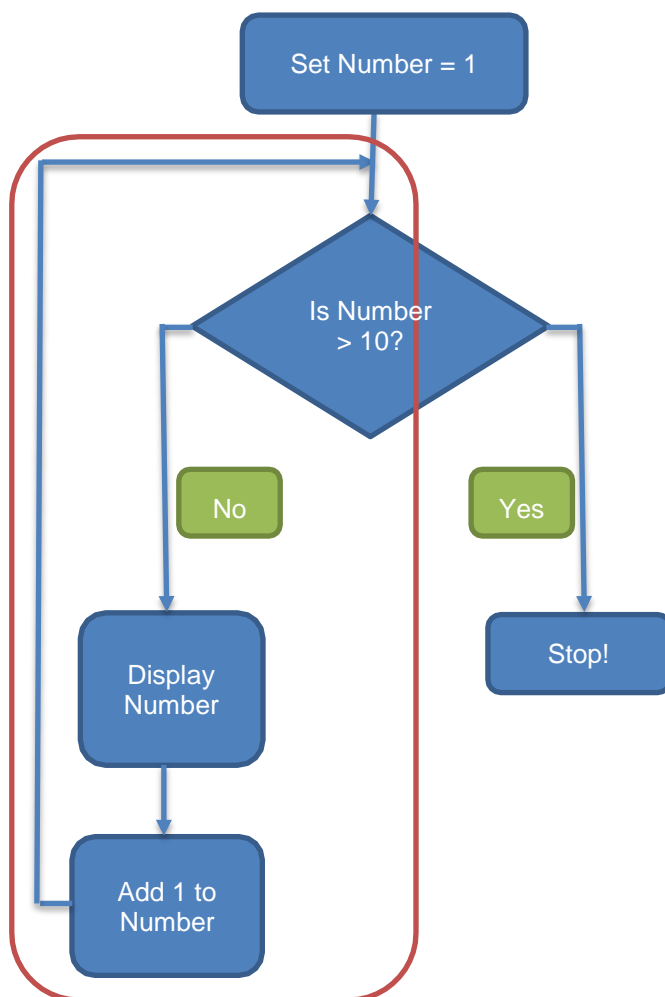 Set Number = 1
Is Number
> 10?
No
Yes
Display
Number
Stop!
Add 1 to
Number